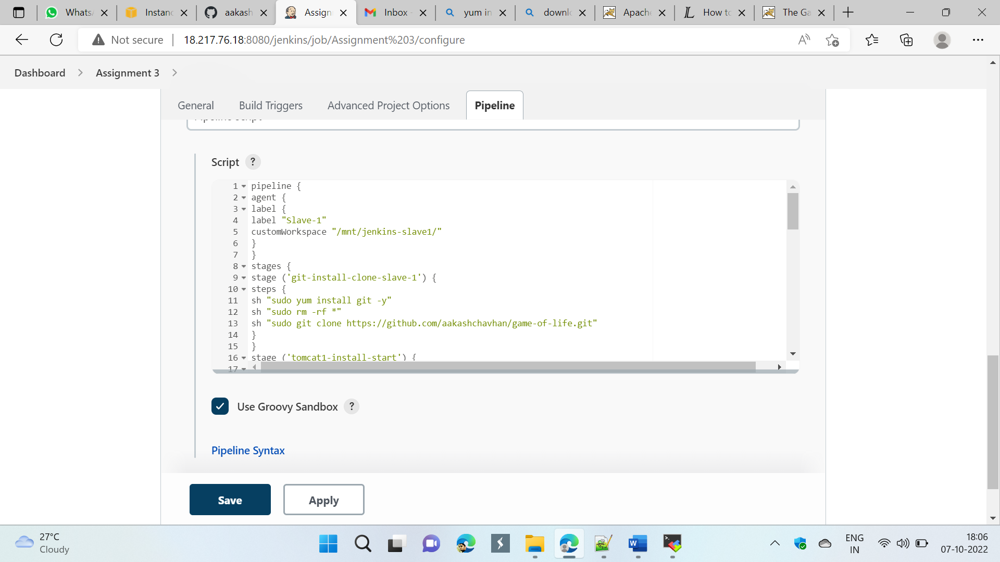 Whats
Instanc
aakash
Assign
Inbox -
yum in
downl
Apache
How to
The Ga
Not secure
18.217.76.18:8080/jenkins/job/Assignment%203/configure
Dashboard
Assignment 3
General
Build Triggers
Advanced Project Options
Pipeline
Pipeline script
Script ?
1 pipeline {
2 agent {
3 label {
4 label "Slave-1"
5 customWorkspace "/mnt/jenkins-slave1/"
6 }
7 }
8 stages {
9 stage ('git-install-clone-slave-1') {
10 steps {
11 sh "sudo yum install git -y"
12 sh "sudo rm -rf *"
13 sh "sudo git clone https://github.com/aakashchavhan/game-of-life.git"
14 }
15 }
16 stage ('tomcat1-install-start') {
17
Use Groovy Sandbox ?
Pipeline Syntax
Save
Apply
27°C
Cloudy
ENG
IN
18:06
07-10-2022